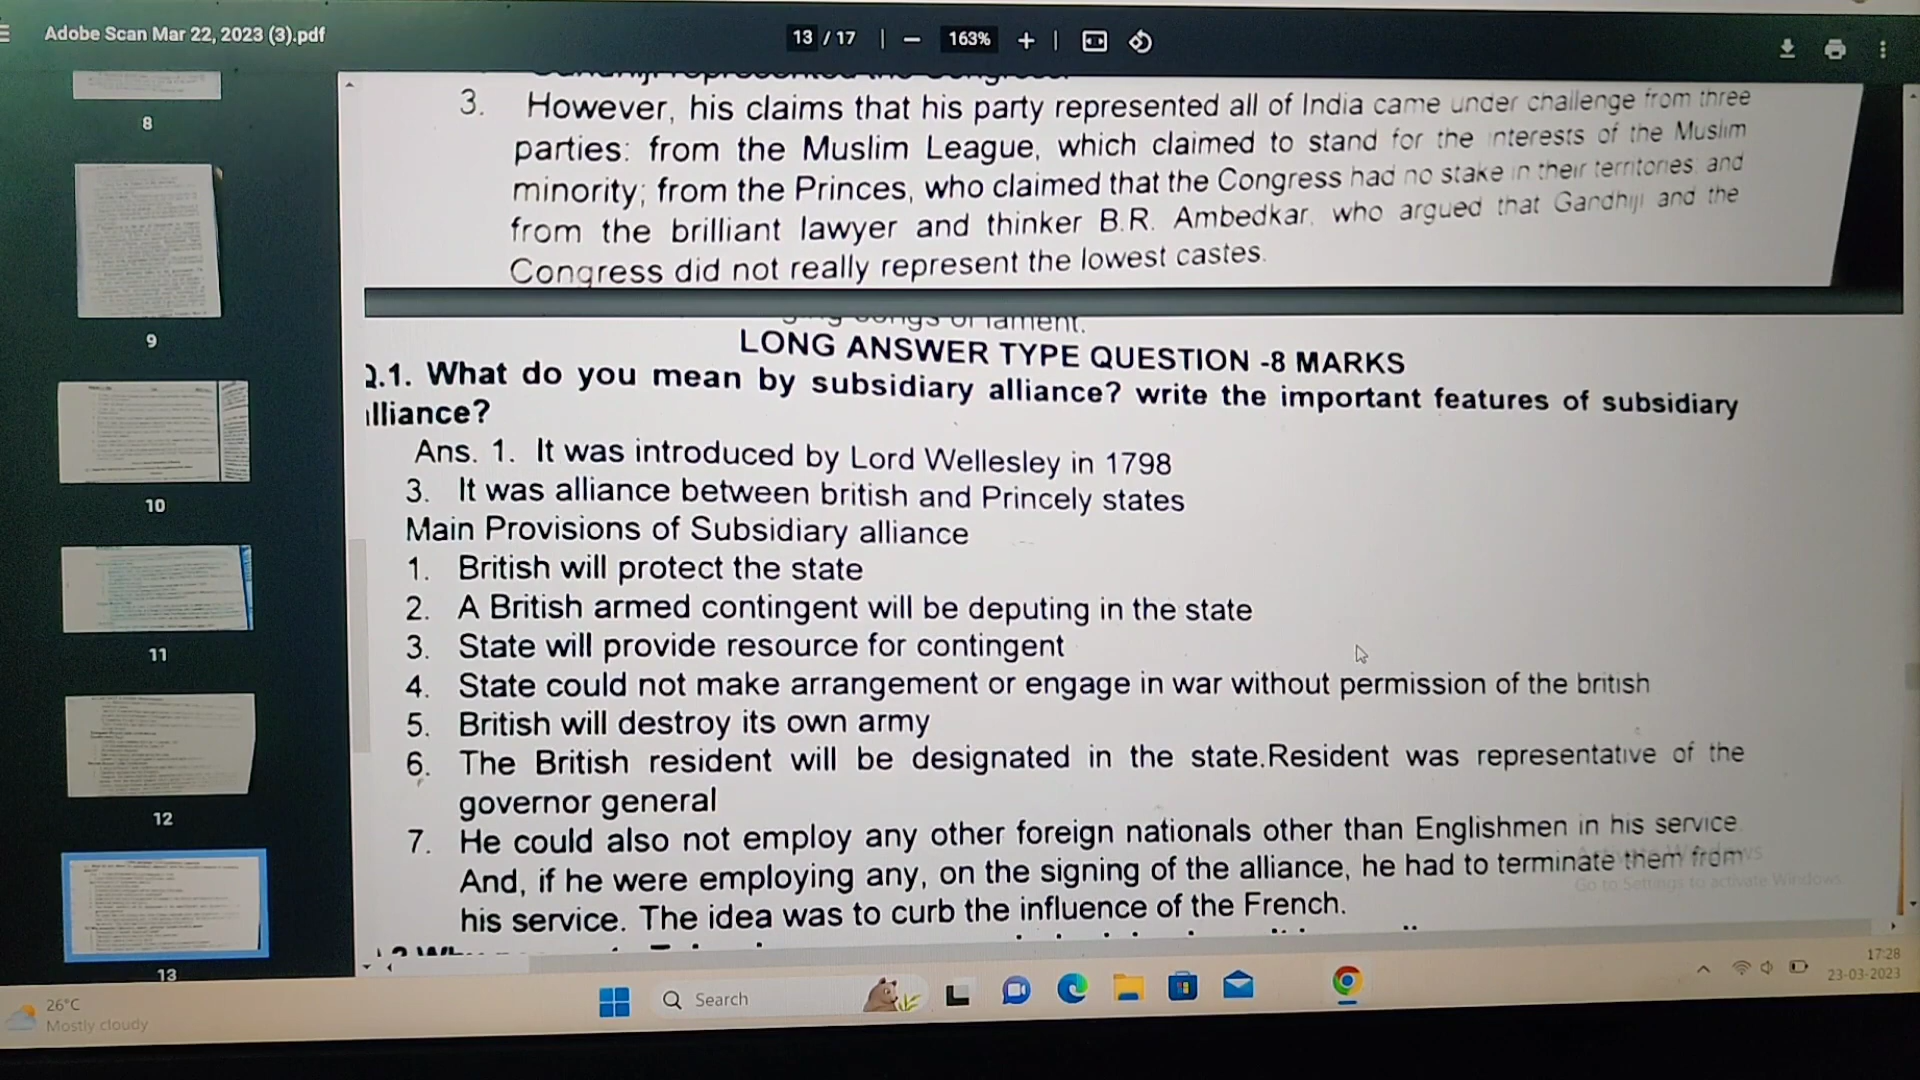 Adobe Scan Mar 22, 2023 (3).pdf
13 / 17 | — 163% + |
8
9
10
11
12
13
3. However, his claims that his party represented all of India came under challenge from three
parties: from the Muslim League, which claimed to stand for the interests of the Muslim
minority; from the Princes, who claimed that the Congress had no stake in their territories; and
from the brilliant lawyer and thinker B.R. Ambedkar, who argued that Gandhiji and the
Congress did not really represent the lowest castes.
songs of lament.
LONG ANSWER TYPE QUESTION -8 MARKS
Q.1. What do you mean by subsidiary alliance? write the important features of subsidiary
alliance?
Ans. 1. It was introduced by Lord Wellesley in 1798
3. It was alliance between british and Princely states
Main Provisions of Subsidiary alliance
1. British will protect the state
2. A British armed contingent will be deputing in the state
3. State will provide resource for contingent
4. State could not make arrangement or engage in war without permission of the british
5. British will destroy its own army
6. The British resident will be designated in the state.Resident was representative of the
governor general
7. He could also not employ any other foreign nationals other than Englishmen in his service.
And, if he were employing any, on the signing of the alliance, he had to terminate them from
his service. The idea was to curb the influence of the French.
Activate Windows
Go to Settings to activate Windows.
26°C
Mostly cloudy
Search
17:28
23-03-2023